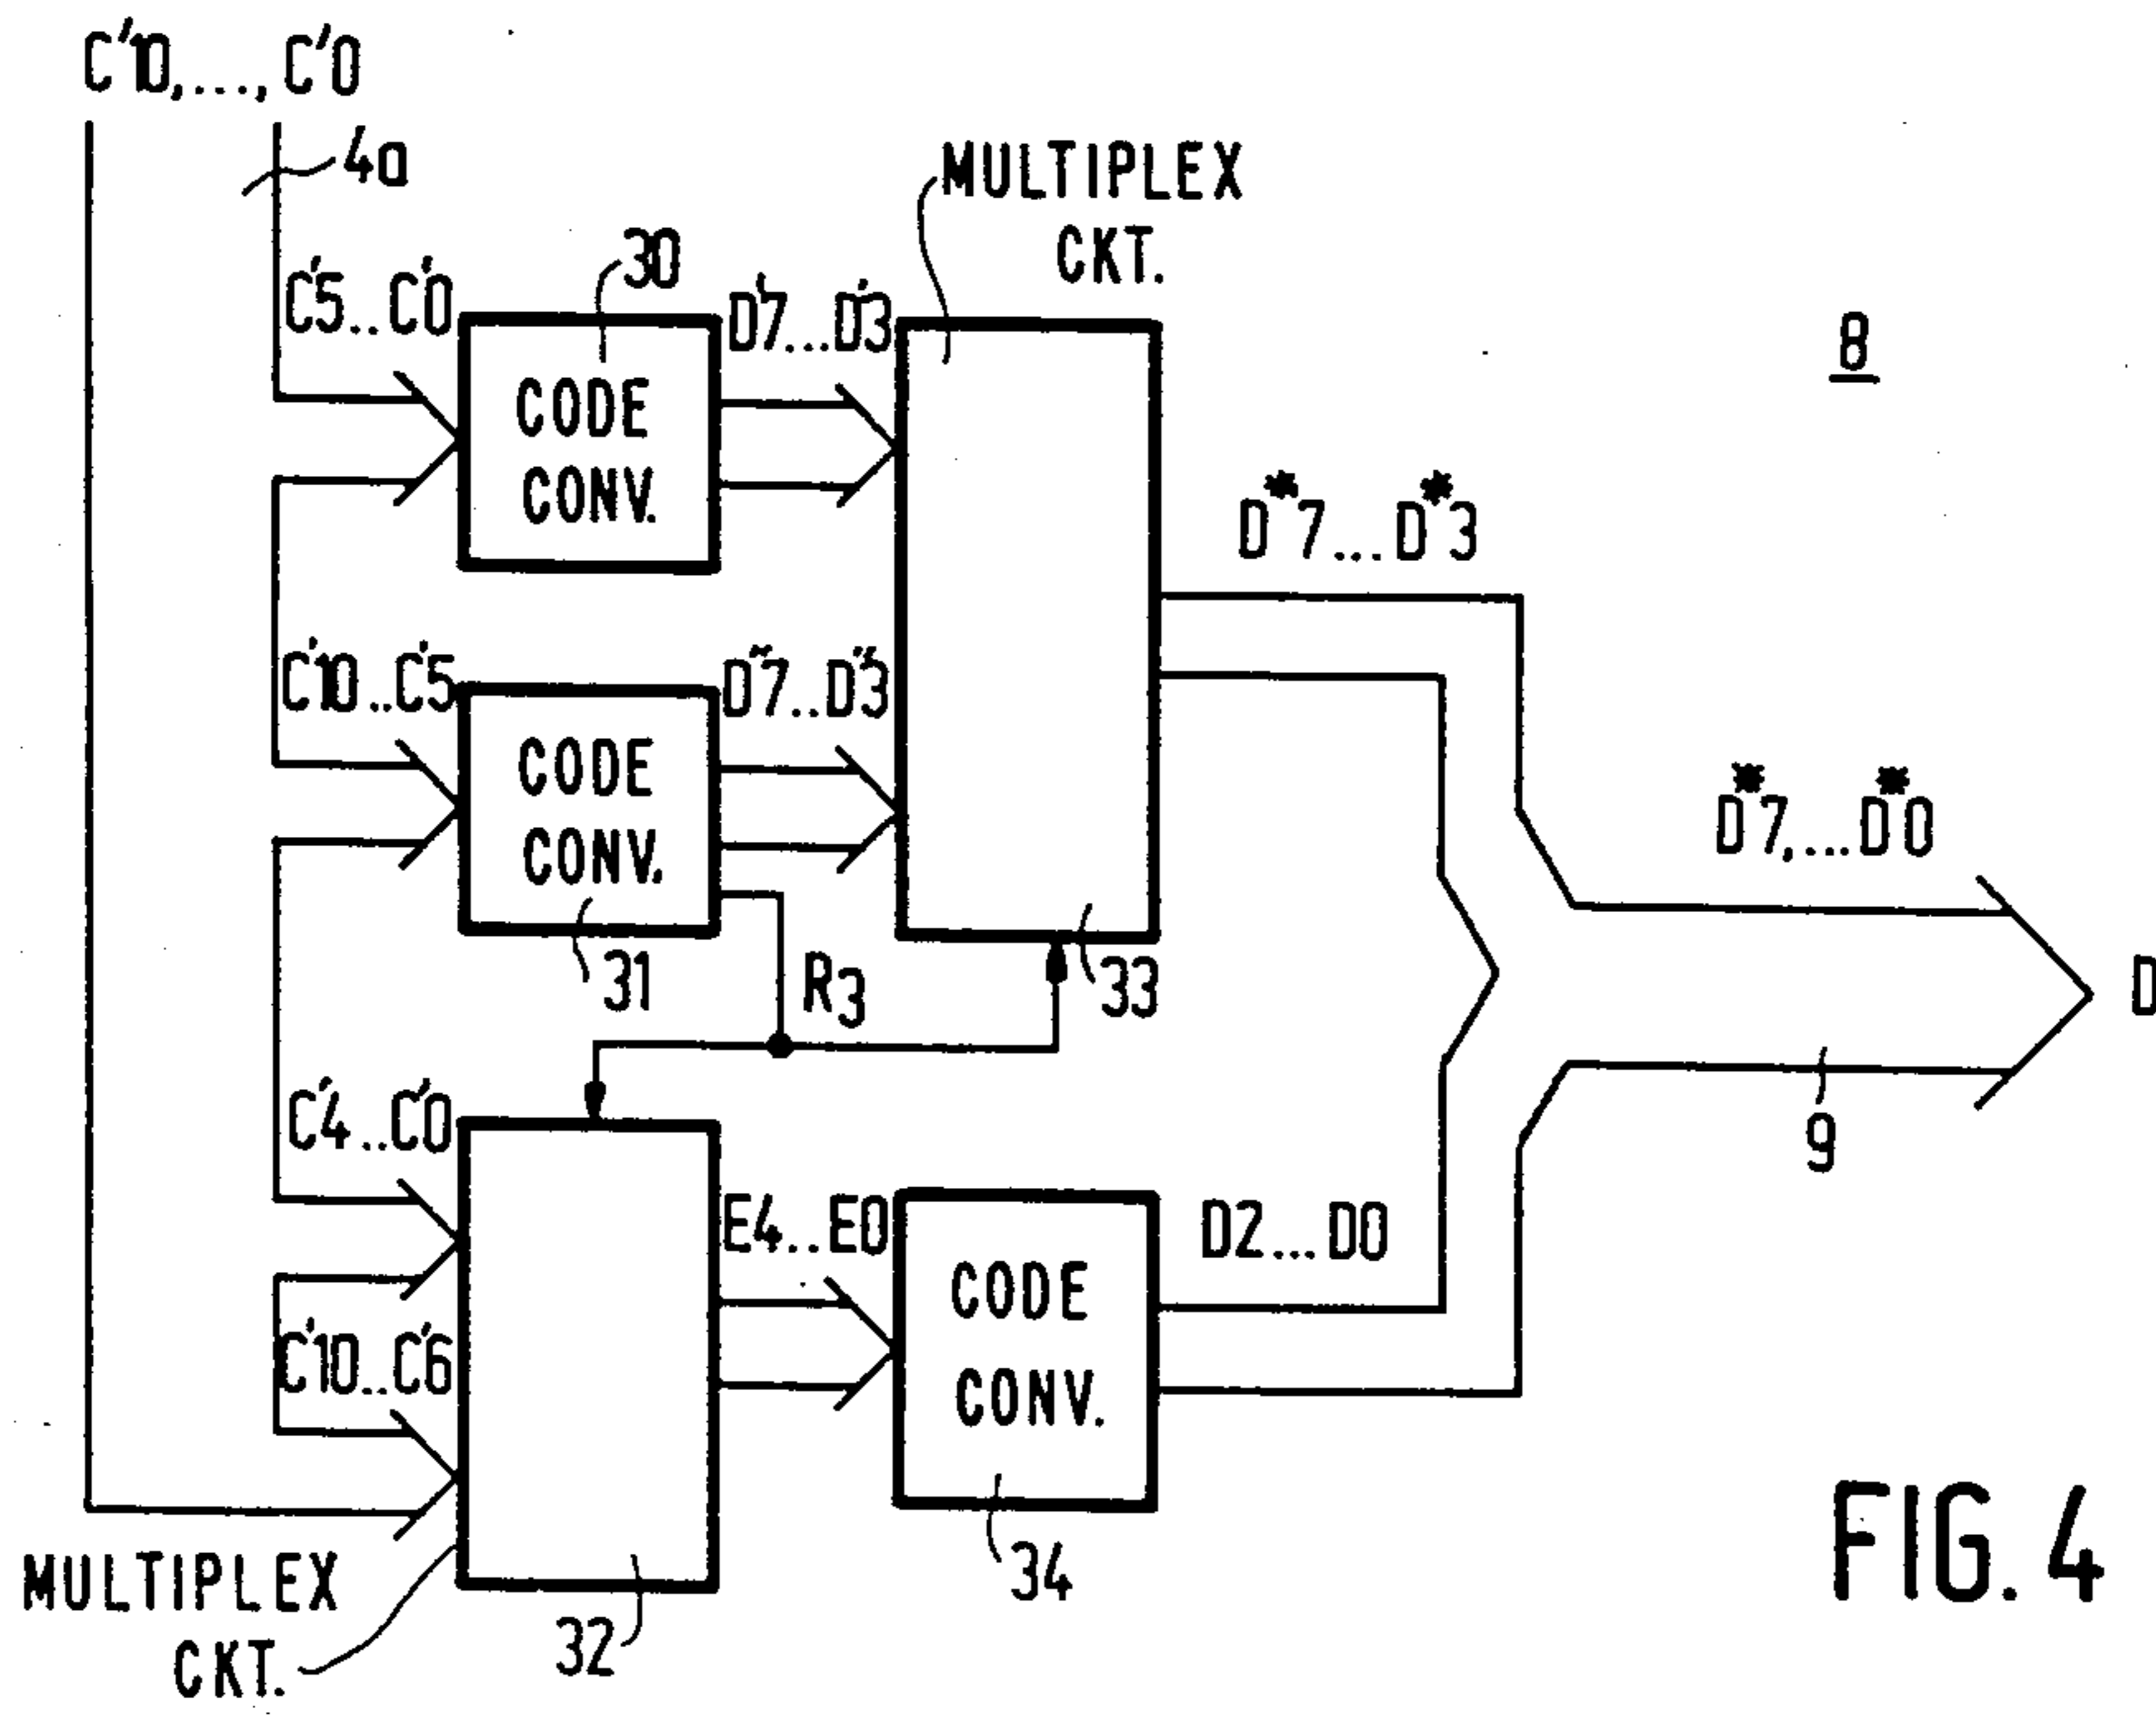 C'10,...,C'0
4a
MULTIPLEX
CKT.
30
C'5..C'0
D'7...D'3
8
CODE
CONV.
D*7...D*3
C'10..C'5
D"7..D"3
CODE
CONV.
D*7,...D*0
31
R3
33
D
C'4..C'0
9
E4..E0
D2...D0
CODE
CONV.
C'10..C'6
34
MULTIPLEX
CKT.
32
FIG. 4